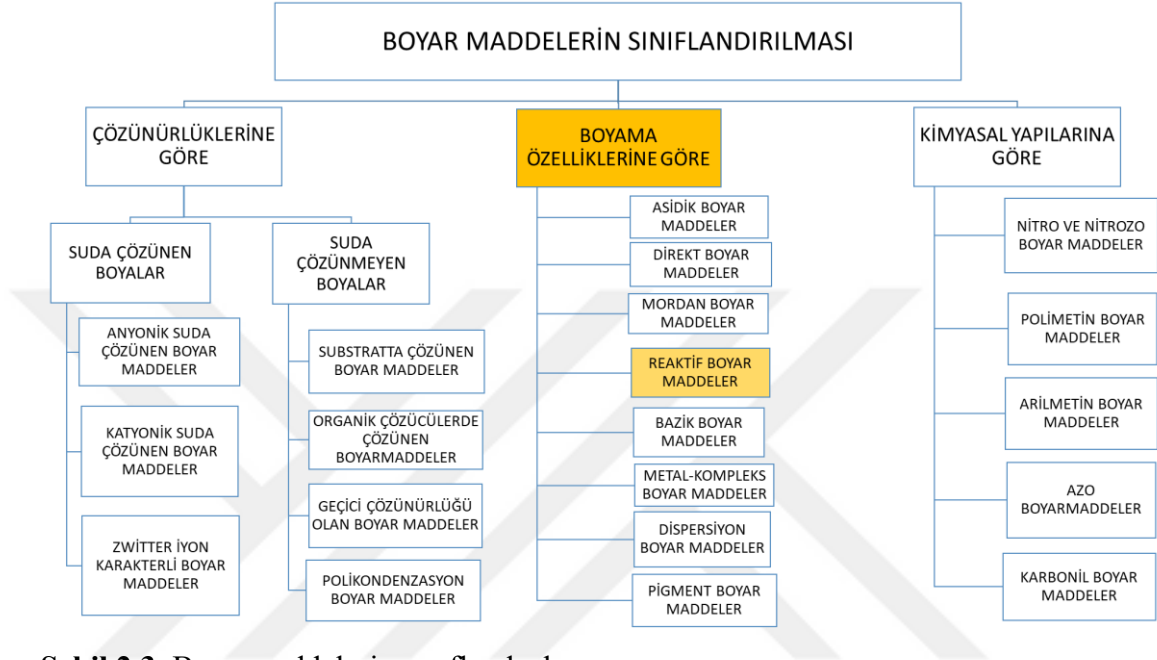 BOYAR MADDELERİN SINIFLANDIRILMASI
ÇÖZÜNÜRLÜKLERİNE
GÖRE
SUDA ÇÖZÜNEN
BOYALAR
ANYONİK SUDA
ÇÖZÜNEN BOYAR
MADDELER
KATYONİK SUDA
ÇÖZÜNEN BOYAR
MADDELER
ZWİTTER İYON
KARAKTERLİ BOYAR
MADDELER
SUDA
ÇÖZÜNMEYEN
BOYALAR
SUBSTRATTA ÇÖZÜNEN
BOYAR MADDELER
ORGANİK ÇÖZÜCÜLERDE
ÇÖZÜNEN
BOYARMADDELER
GEÇİCİ ÇÖZÜNÜRLÜĞÜ
OLAN BOYAR MADDELER
POLİKONDENZASYON
BOYAR MADDELER
BOYAMA
ÖZELLİKLERİNE GÖRE
ASİDİK BOYAR
MADDELER
DİREKT BOYAR
MADDELER
MORDAN BOYAR
MADDELER
REAKTİF BOYAR
MADDELER
BAZİK BOYAR
MADDELER
METAL-KOMPLEKS
BOYAR MADDELER
DİSPERSİYON
BOYAR MADDELER
PİGMENT BOYAR
MADDELER
KİMYASAL YAPILARINA
GÖRE
NİTRO VE NİTROZO
BOYAR MADDELER
POLİMETİN BOYAR
MADDELER
ARİLMETİN BOYAR
MADDELER
AZO
BOYARMADDELER
KARBONİL BOYAR
MADDELER